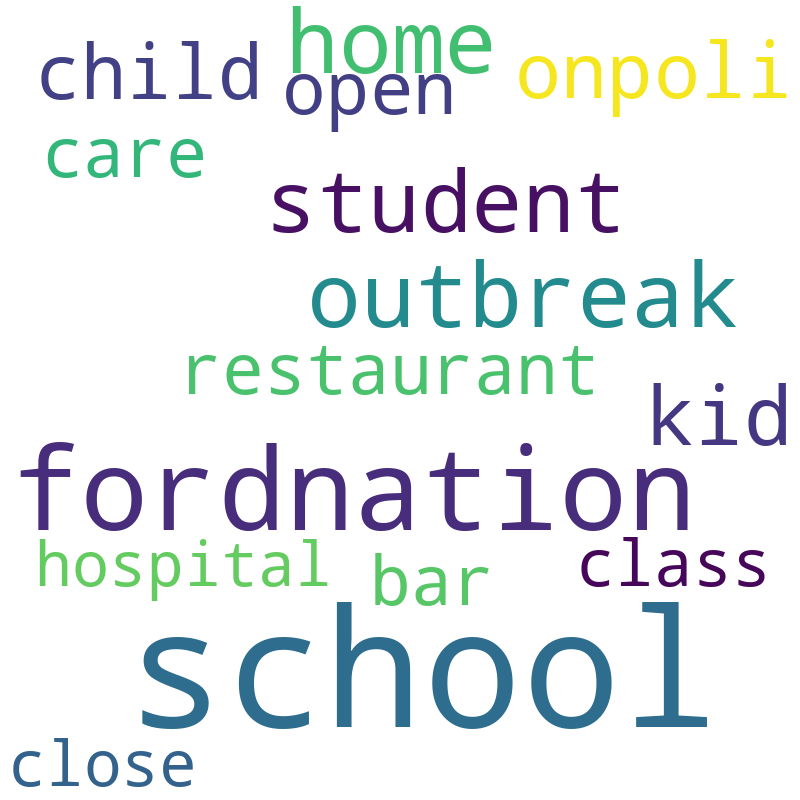 home
child
open
onpoli
care
student
outbreak
restaurant
kid
fordnation
hospital
bar
class
school
close